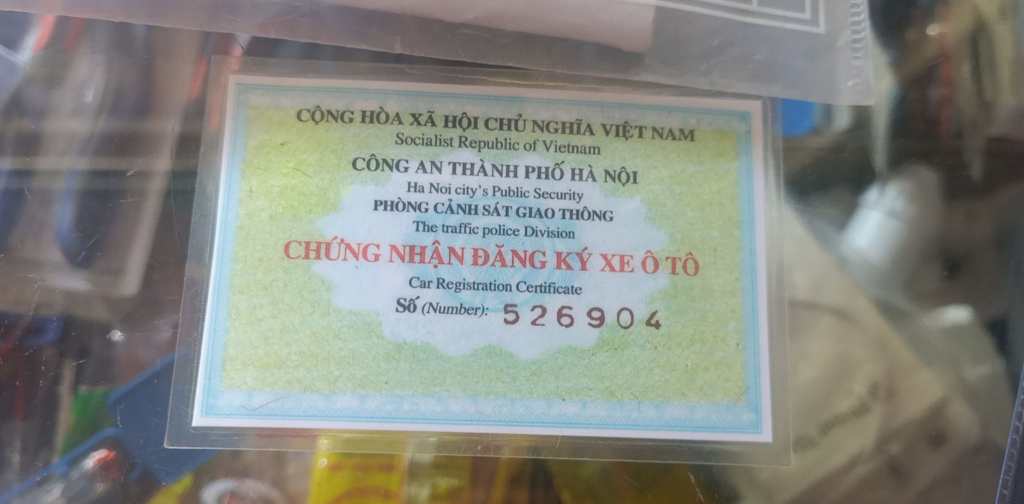 CỘNG HÒA XÃ HỘI CHỦ NGHĨA VIỆT NAM
Socialist Republic of Vietnam
CÔNG AN THÀNH PHỐ HÀ NỘI
Ha Noi city's Public Security
PHÒNG CẢNH SÁT GIAO THÔNG
The traffic police Division
CHỨNG NHẬN ĐĂNG KÝ XE Ô TÔ
Car Registration Certificate
Số (Number): 526904